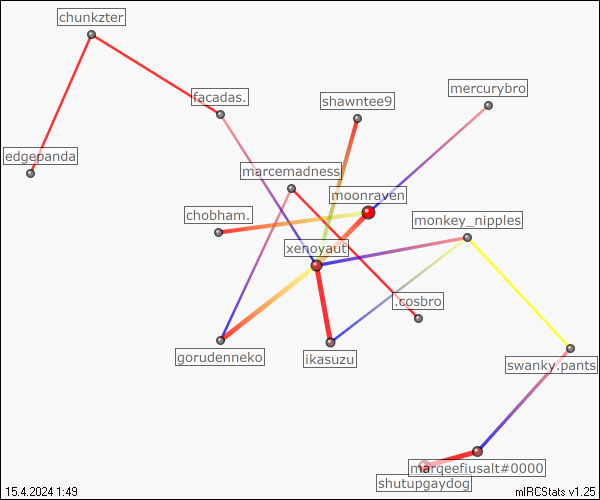 chunkzter
facadas.
shawntee9
mercurybro
edgepanda
marcemadness
moonraven
chobham.
monkey_nipples
xenoyaut
.cosbro
gorudenneko
ikasuzu
swanky.pants
marqeefiusalt#0000
shutupgaydog
15.4.2024 1:49
mIRCStats v1.25